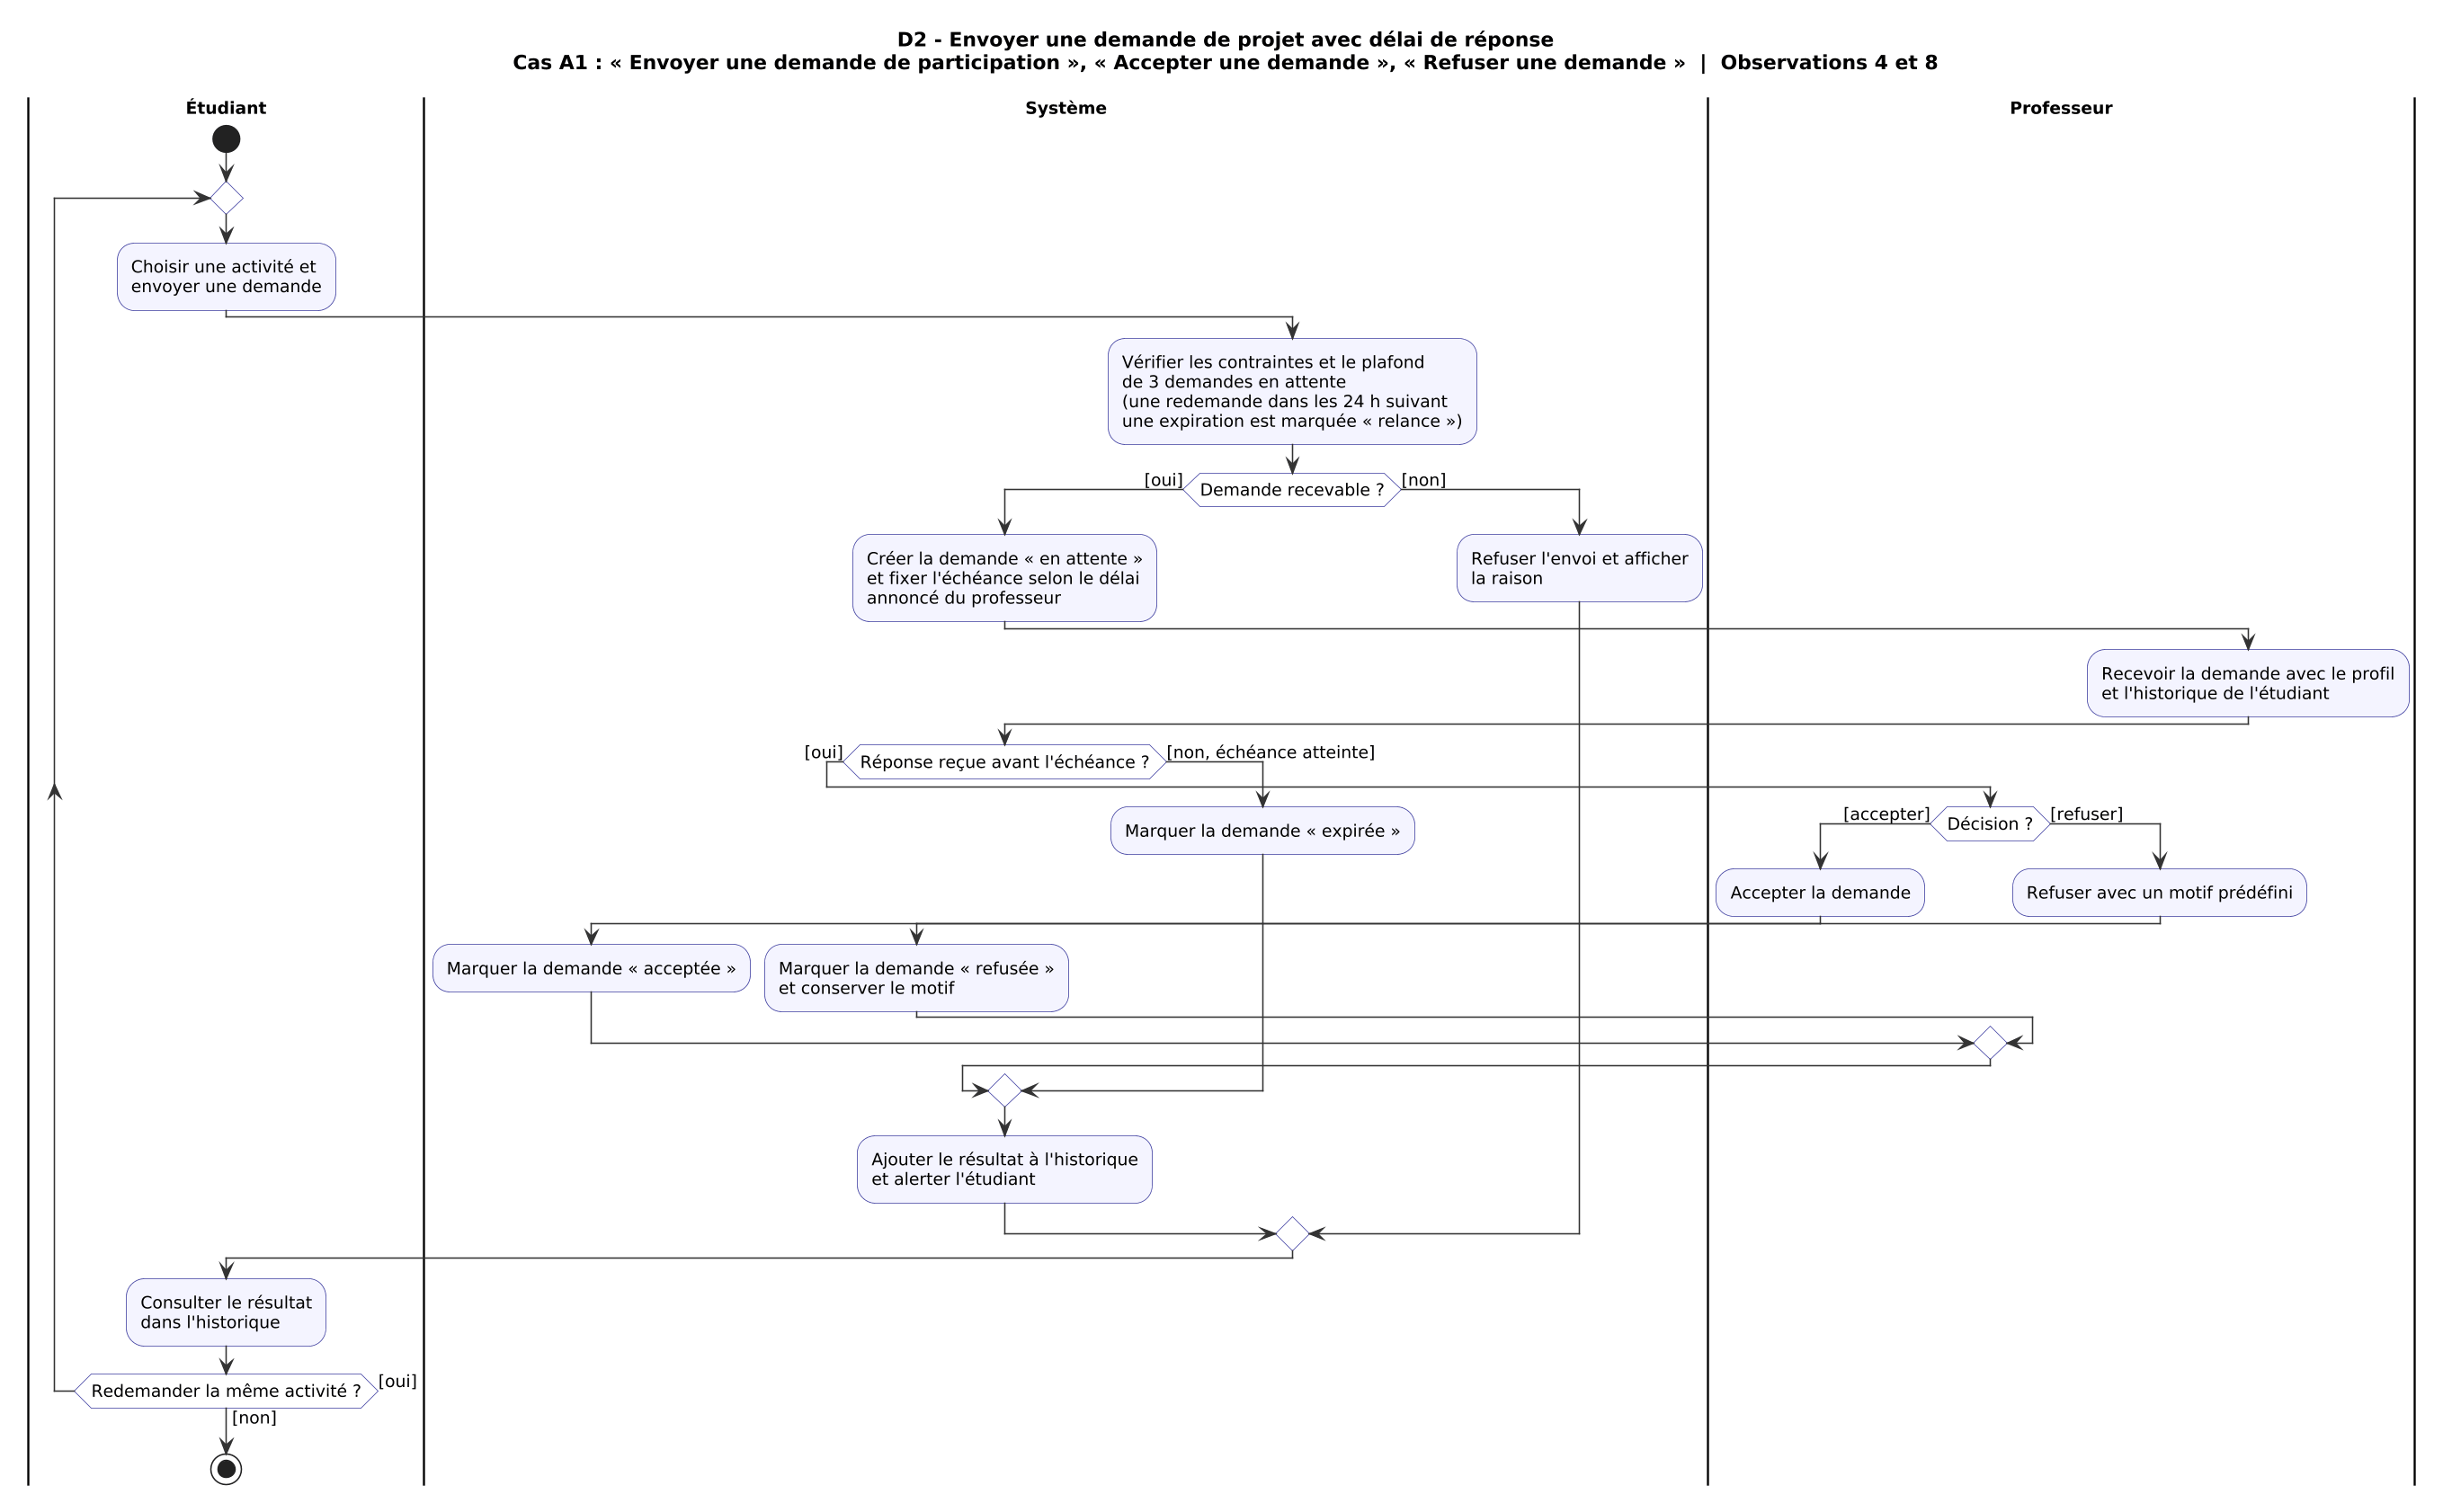 D2 - Envoyer une demande de projet avec délai de réponse
Cas A1 : « Envoyer une demande de participation », « Accepter une demande », « Refuser une demande » | Observations 4 et 8
Étudiant
Système
Professeur
Choisir une activité et
envoyer une demande
Vérifier les contraintes et le plafond
de 3 demandes en attente
(une redemande dans les 24 h suivant
une expiration est marquée « relance »)
[oui]
Demande recevable ?
[non]
Créer la demande « en attente »
et fixer l'échéance selon le délai
annoncé du professeur
Refuser l'envoi et afficher
la raison
Recevoir la demande avec le profil
et l'historique de l'étudiant
[oui]
Réponse reçue avant l'échéance ?
[non, échéance atteinte]
Marquer la demande « expirée »
[accepter]
Décision ?
[refuser]
Accepter la demande
Refuser avec un motif prédéfini
Marquer la demande « acceptée »
Marquer la demande « refusée »
et conserver le motif
Ajouter le résultat à l'historique
et alerter l'étudiant
Consulter le résultat
dans l'historique
Redemander la même activité ?
[oui]
[non]